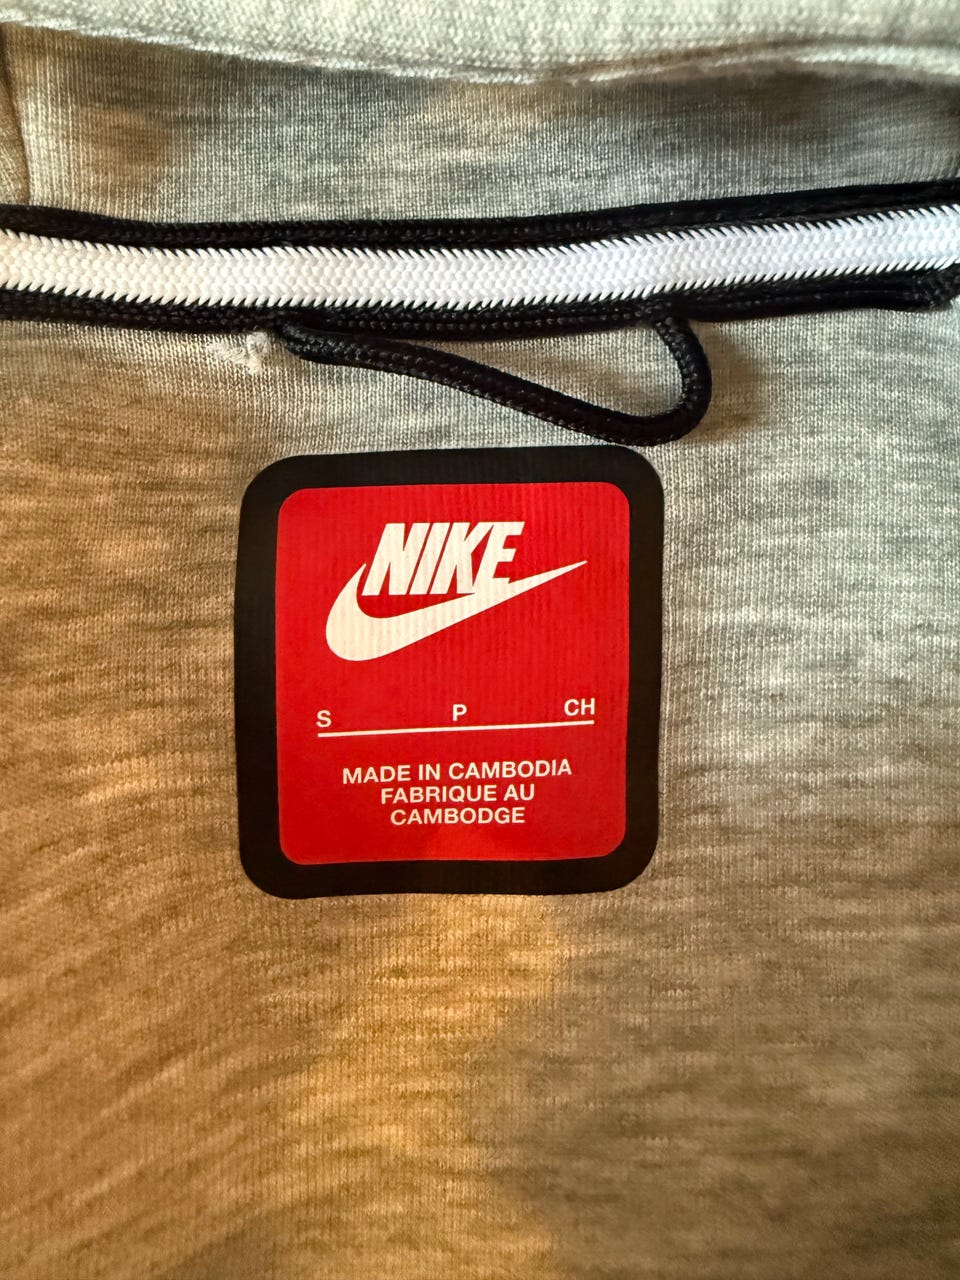 NIKE
S P CH
MADE IN CAMBODIA
FABRIQUE AU
CAMBODGE